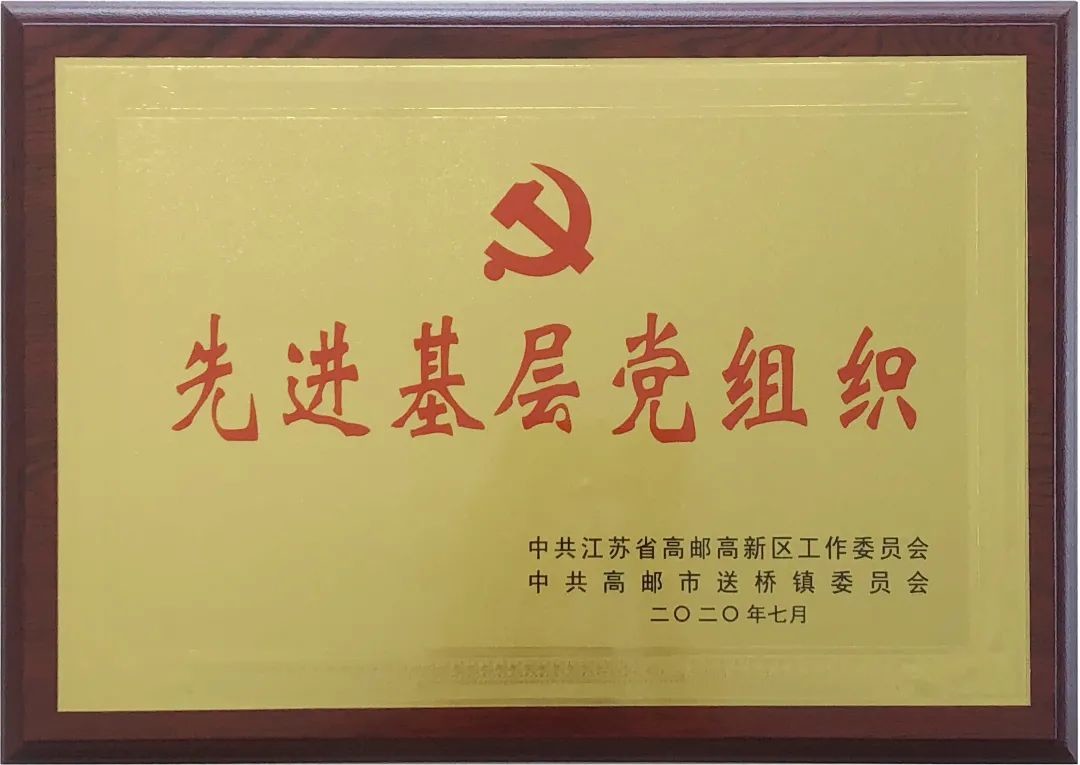 先进基层党组织
中共江苏省高邮高新区工作委员会
中共高邮市送桥镇委员会
二〇二〇年七月